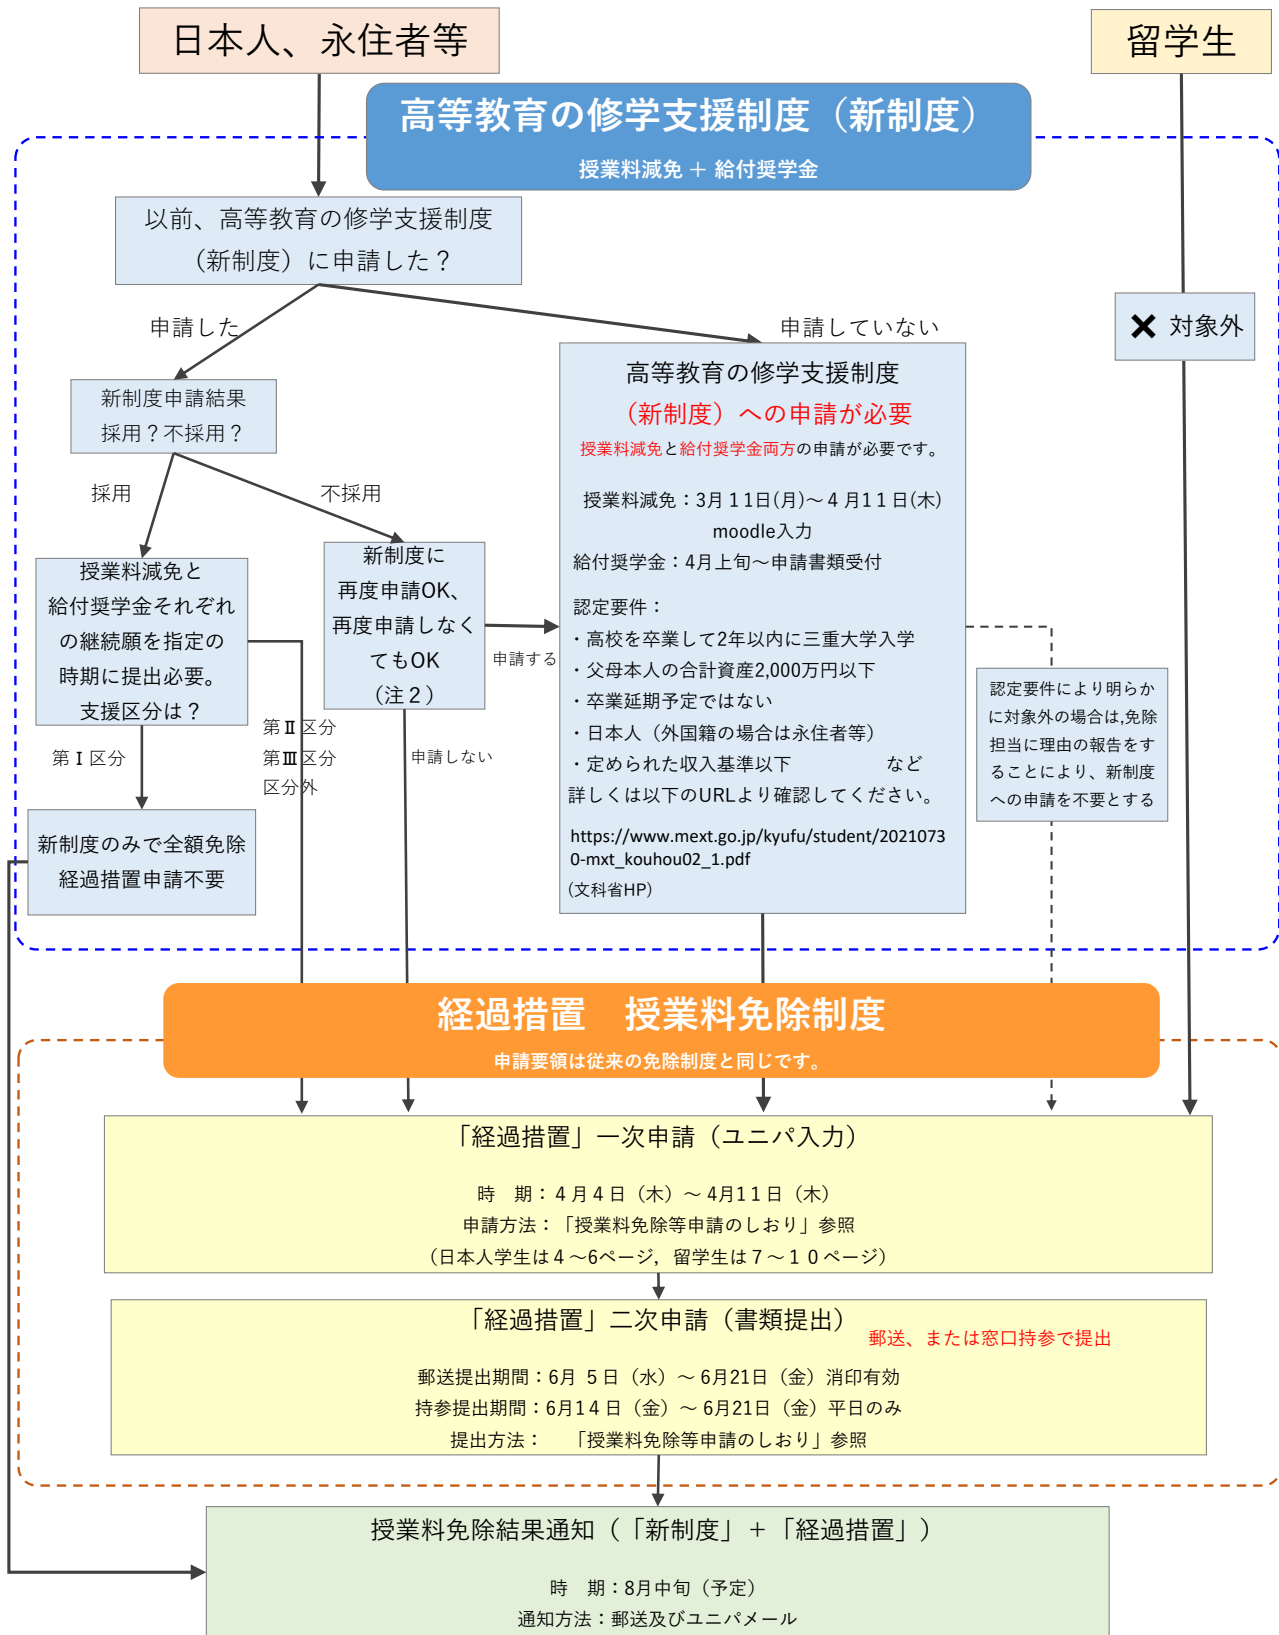 日本人、永住者等
留学生
高等教育の修学支援制度（新制度）
授業料減免 + 給付奨学金
以前、高等教育の修学支援制度
（新制度）に申請した？
申請した
申請していない
✕ 対象外
新制度申請結果
採用？不採用？
採用
不採用
高等教育の修学支援制度
（新制度）への申請が必要
授業料減免と給付奨学金両方の申請が必要です。
授業料減免：3月１1日(月)～４月11日(木)
moodle入力
給付奨学金：4月上旬～申請書類受付
認定要件：
・高校を卒業して2年以内に三重大学入学
・父母本人の合計資産2,000万円以下
・卒業延期予定ではない
・日本人（外国籍の場合は永住者等）
・定められた収入基準以下　　　　　など
詳しくは以下のURLより確認してください。
https://www.mext.go.jp/kyufu/student/2021073
0-mxt_kouhou02_1.pdf
(文科省HP)
授業料減免と
給付奨学金それぞれ
の継続願を指定の
時期に提出必要。
支援区分は？
新制度に
再度申請OK、
再度申請しなく
てもOK
（注２）
申請する
申請しない
第Ⅰ区分
第Ⅱ区分
第Ⅲ区分
区分外
認定要件により明らか
に対象外の場合は,免除
担当に理由の報告をす
ることにより、新制度
への申請を不要とする
新制度のみで全額免除
経過措置申請不要
経過措置　授業料免除制度
申請要領は従来の免除制度と同じです。
「経過措置」一次申請（ユニパ入力）
時　期：４月４日（木）～4月11日（木）
申請方法：「授業料免除等申請のしおり」参照
（日本人学生は４～6ページ，留学生は７～１０ページ）
「経過措置」二次申請（書類提出）
郵送、または窓口持参で提出
郵送提出期間：6月 ５日（水）～6月21日（金）消印有効
持参提出期間：6月1４日（金）～6月21日（金）平日のみ
提出方法：　「授業料免除等申請のしおり」参照
授業料免除結果通知（「新制度」+「経過措置」）
時　期：8月中旬（予定）
通知方法：郵送及びユニパメール